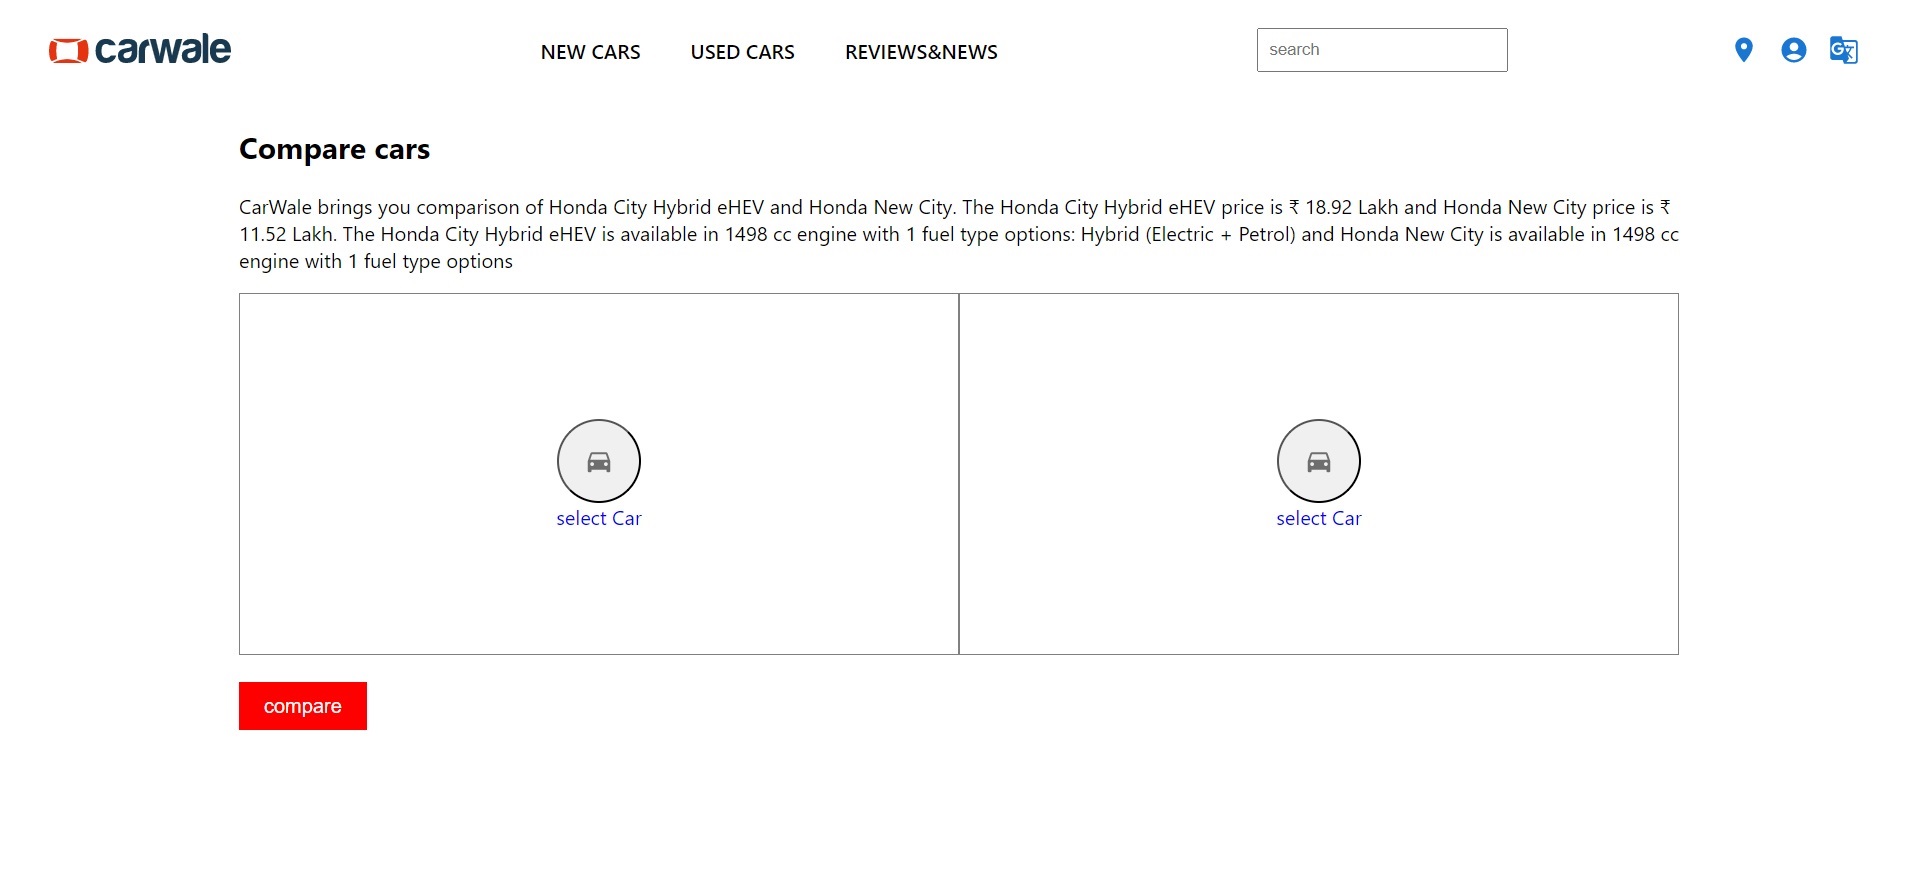 carwale
NEW CARS
USED CARS
REVIEWS&NEWS
search
Compare cars
CarWale brings you comparison of Honda City Hybrid eHEV and Honda New City. The Honda City Hybrid eHEV price is ₹ 18.92 Lakh and Honda New City price is ₹
11.52 Lakh. The Honda City Hybrid eHEV is available in 1498 cc engine with 1 fuel type options: Hybrid (Electric + Petrol) and Honda New City is available in 1498 cc
engine with 1 fuel type options
select Car
select Car
compare